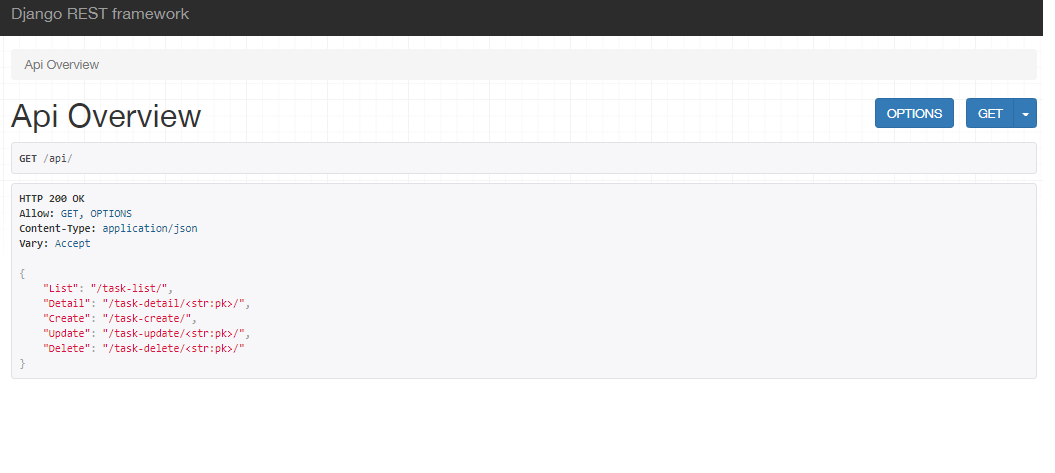 Django REST framework
Api Overview
Api Overview
OPTIONS
GET
GET /api/
HTTP 200 OK
Allow: GET, OPTIONS
Content-Type: application/json
Vary: Accept
{
    "List": "/task-list/",
    "Detail": "/task-detail/<str:pk>/",
    "Create": "/task-create/",
    "Update": "/task-update/<str:pk>/",
    "Delete": "/task-delete/<str:pk>/"
}